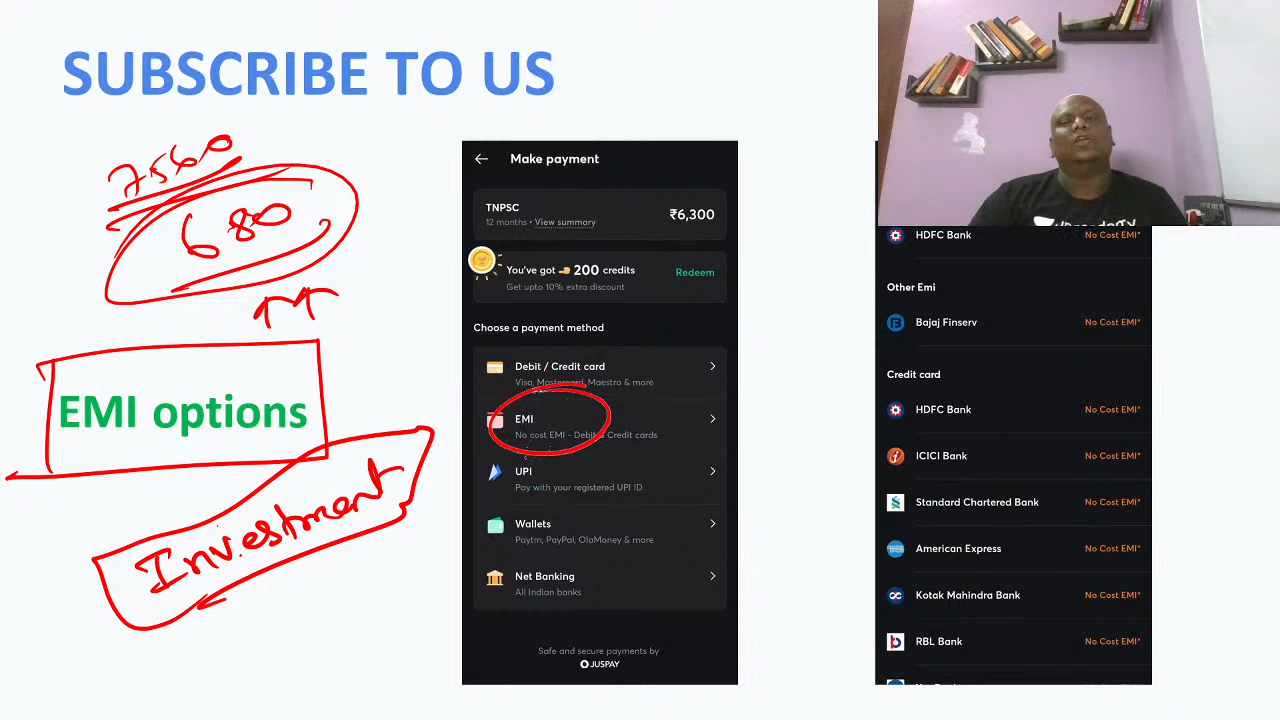 SUBSCRIBE TO US
7560
680
EMI options
Investment
Make payment
TNPSC
12 months • View summary
₹6,300
You've got 200 credits
Get upto 10% extra discount
Redeem
Choose a payment method
Debit / Credit card
Visa, Mastercard, Maestro & more
EMI
No cost EMI - Debit & Credit cards
UPI
Pay with your registered UPI ID
Wallets
Paytm, PayPal, OlaMoney & more
Net Banking
All Indian banks
Safe and secure payments by
JUSPAY
HDFC Bank No Cost EMI*
Other Emi
Bajaj Finserv No Cost EMI*
Credit card
HDFC Bank No Cost EMI*
ICICI Bank No Cost EMI*
Standard Chartered Bank No Cost EMI*
American Express No Cost EMI*
Kotak Mahindra Bank No Cost EMI*
RBL Bank No Cost EMI*